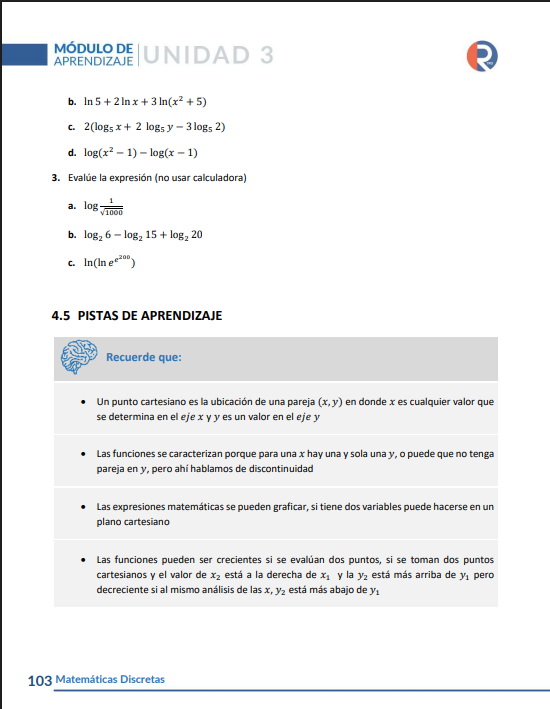 MÓDULO DE
APRENDIZAJE
UNIDAD 3
R
b. ln 5 + 2 ln x + 3 ln(x² + 5)
c. 2(log₅ x + 2 log₅ y − 3 log₅ 2)
d. log(x² − 1) − log(x − 1)
3. Evalúe la expresión (no usar calculadora)
a. log 1/√1000
b. log₂ 6 − log₂ 15 + log₂ 20
c. ln(ln e^(e^200))
4.5 PISTAS DE APRENDIZAJE
Recuerde que:
• Un punto cartesiano es la ubicación de una pareja (x, y) en donde x es cualquier valor que
se determina en el eje x y y es un valor en el eje y
• Las funciones se caracterizan porque para una x hay una y sola una y, o puede que no tenga
pareja en y, pero ahí hablamos de discontinuidad
• Las expresiones matemáticas se pueden graficar, si tiene dos variables puede hacerse en un
plano cartesiano
• Las funciones pueden ser crecientes si se evalúan dos puntos, si se toman dos puntos
cartesianos y el valor de x₂ está a la derecha de x₁ y la y₂ está más arriba de y₁ pero
decreciente si al mismo análisis de las x, y₂ está más abajo de y₁
103 Matemáticas Discretas